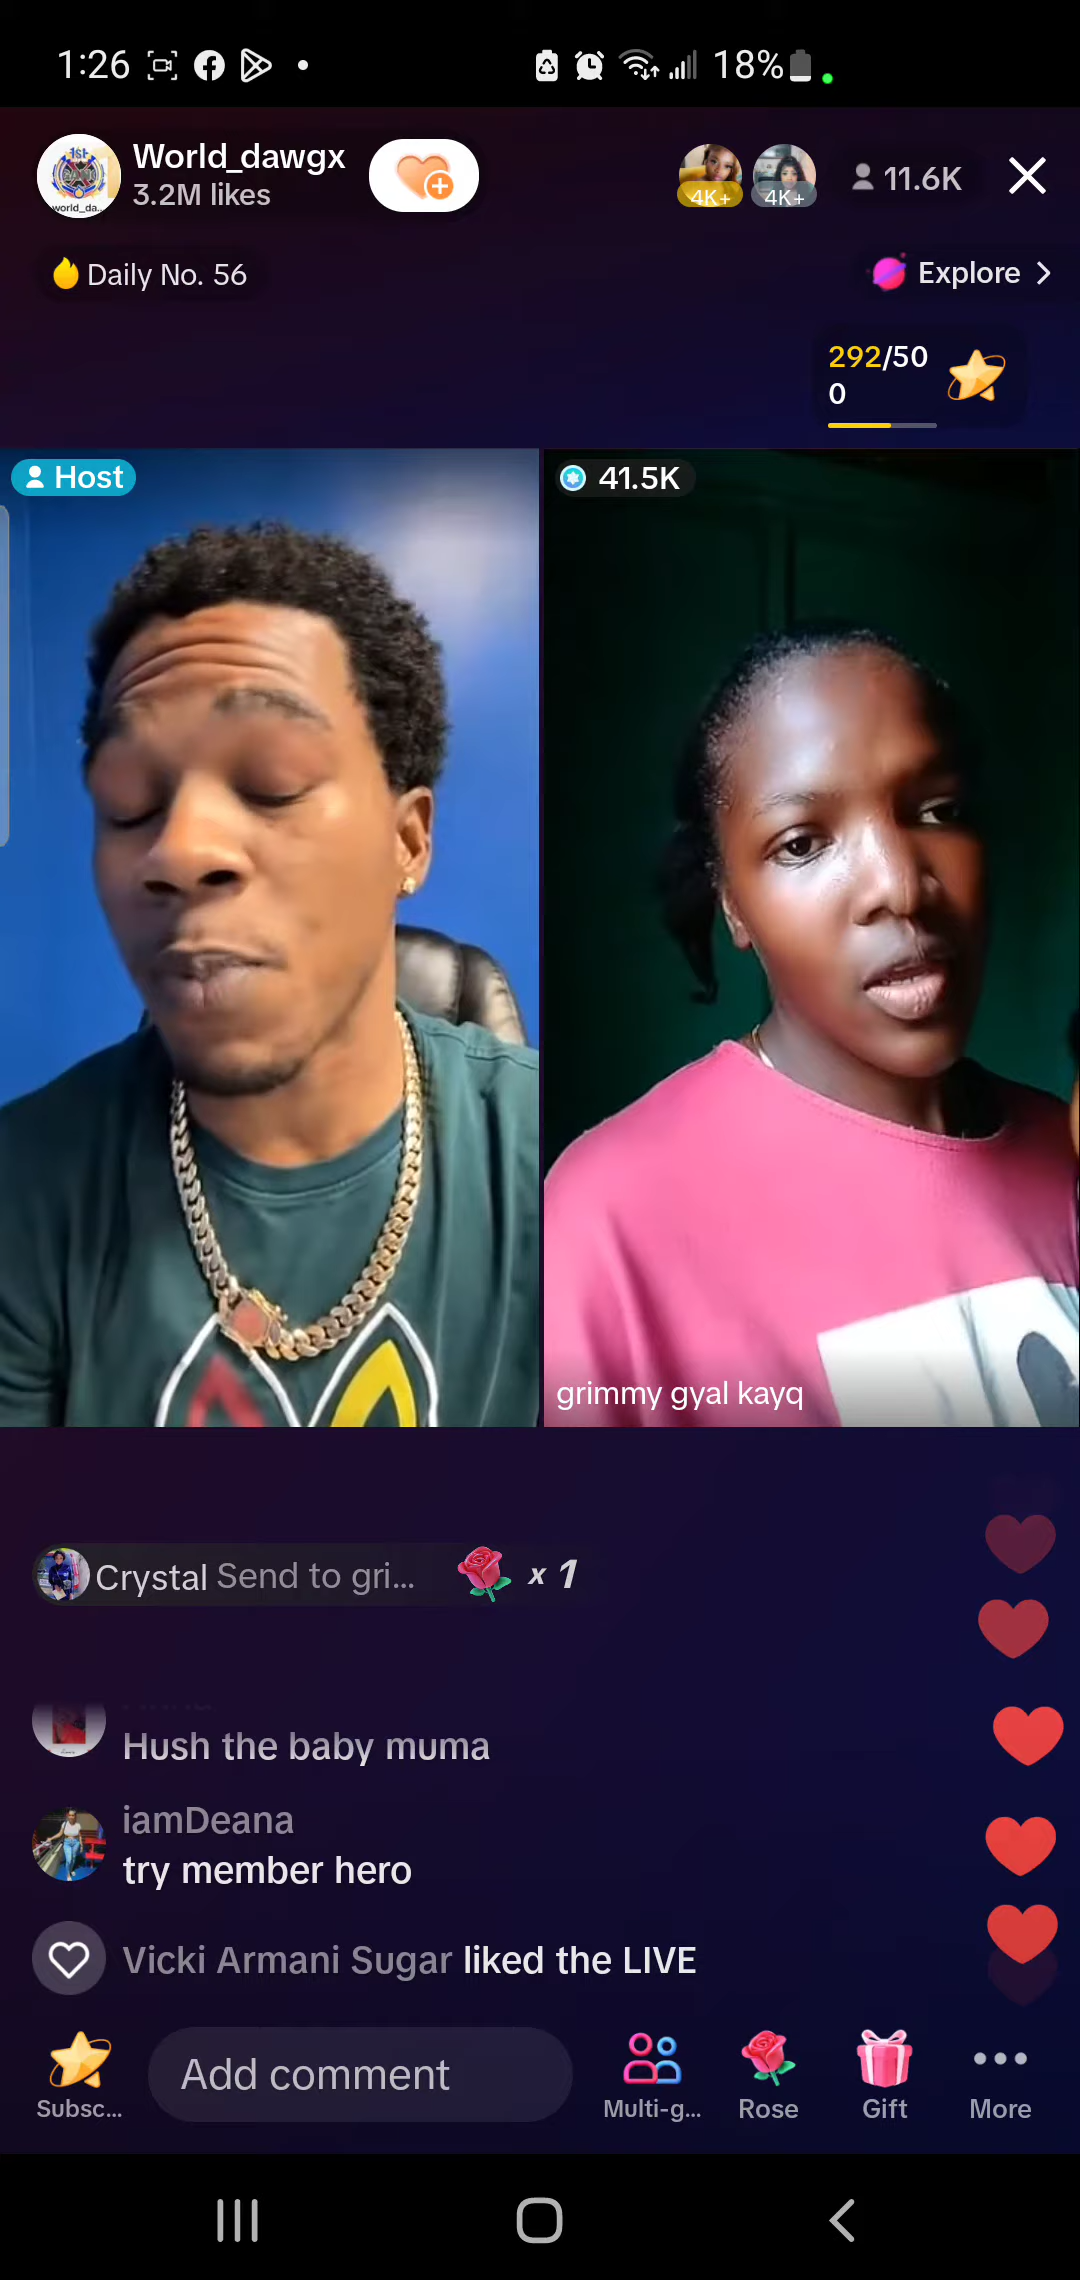 1:26
18%
World_dawgx
3.2M likes
4K+
4K+
11.6K
world_da...
Daily No. 56
Explore
292/50
0
Host
41.5K
grimmy gyal kayq
Crystal Send to gri... x 1
Hush the baby muma
iamDeana
try member hero
Vicki Armani Sugar liked the LIVE
Subsc...
Add comment
Multi-g...
Rose
Gift
More